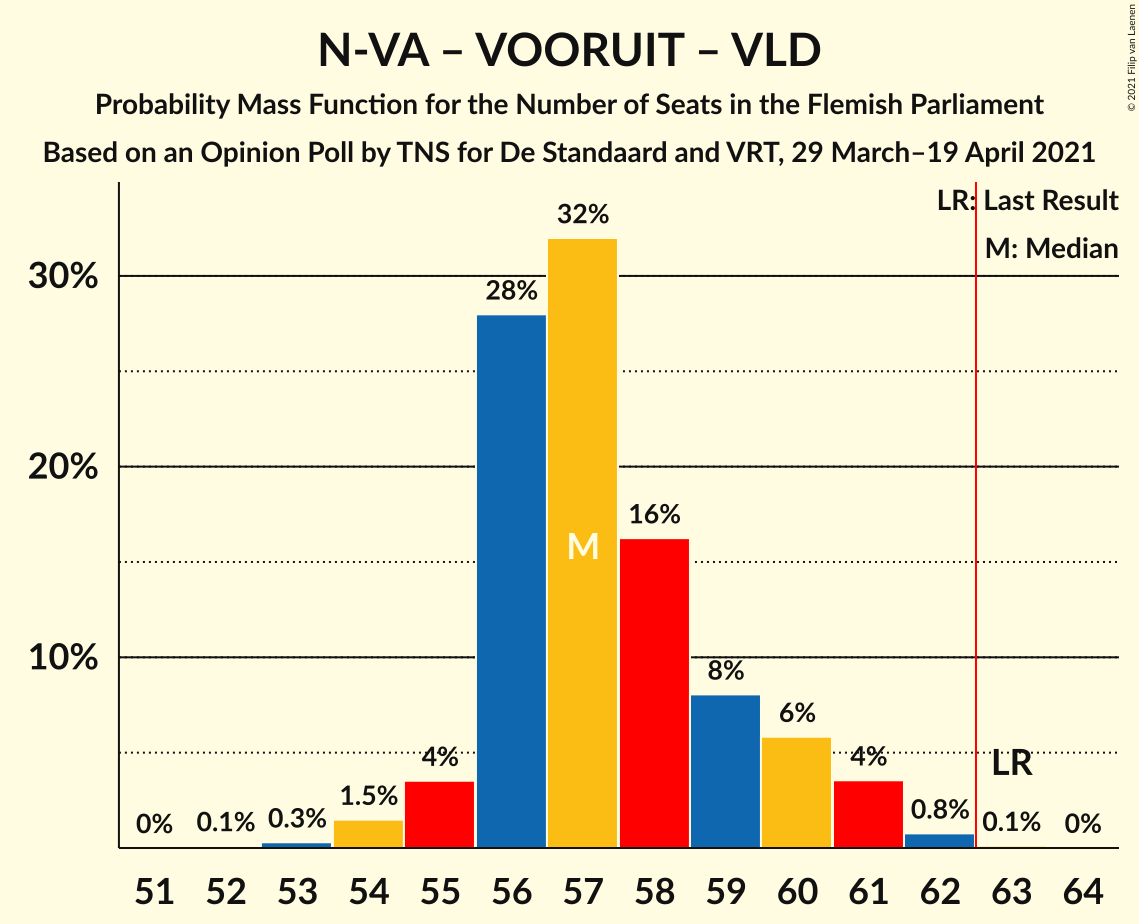 N-VA – VOORUIT – VLD
Probability Mass Function for the Number of Seats in the Flemish Parliament
Based on an Opinion Poll by TNS for De Standaard and VRT, 29 March–19 April 2021
© 2021 Filip van Laenen
LR: Last Result
M: Median
30%
20%
10%
0%
0.1%
0.3%
1.5%
4%
28%
32%
16%
8%
6%
4%
0.8%
0.1%
0%
M
LR
51 52 53 54 55 56 57 58 59 60 61 62 63 64